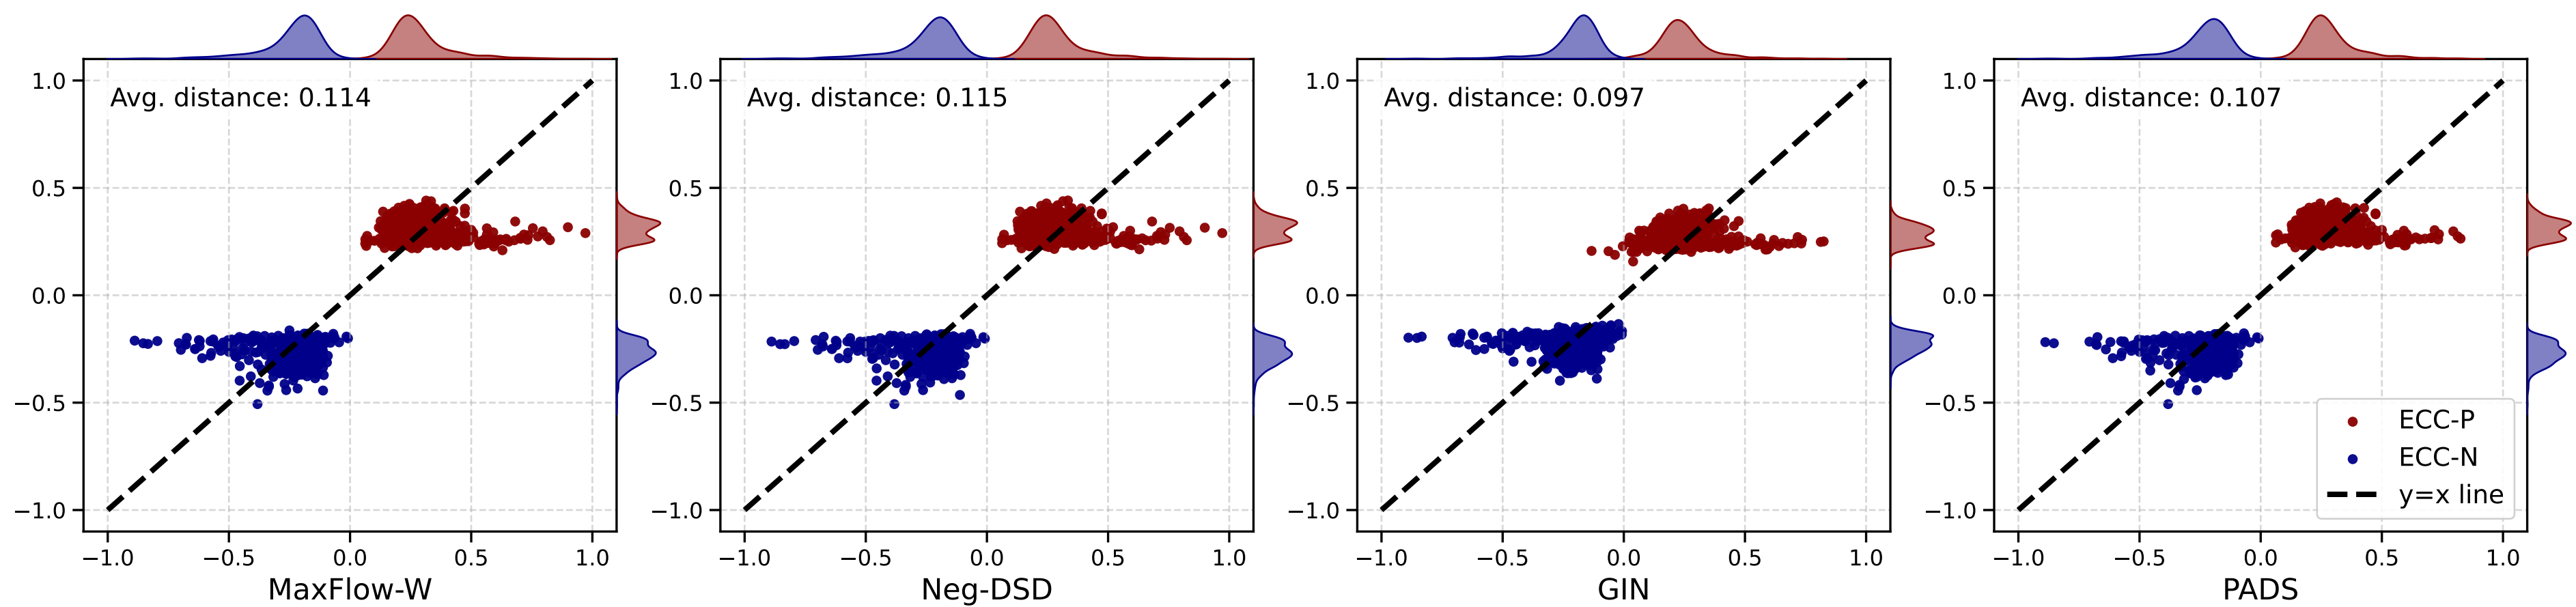 Avg. distance: 0.114
1.0
0.5
0.0
−0.5
−1.0
−1.0 −0.5 0.0 0.5 1.0
MaxFlow-W
Avg. distance: 0.115
1.0
0.5
0.0
−0.5
−1.0
−1.0 −0.5 0.0 0.5 1.0
Neg-DSD
Avg. distance: 0.097
1.0
0.5
0.0
−0.5
−1.0
−1.0 −0.5 0.0 0.5 1.0
GIN
Avg. distance: 0.107
1.0
0.5
0.0
−0.5
−1.0
ECC-P
ECC-N
y=x line
−1.0 −0.5 0.0 0.5 1.0
PADS